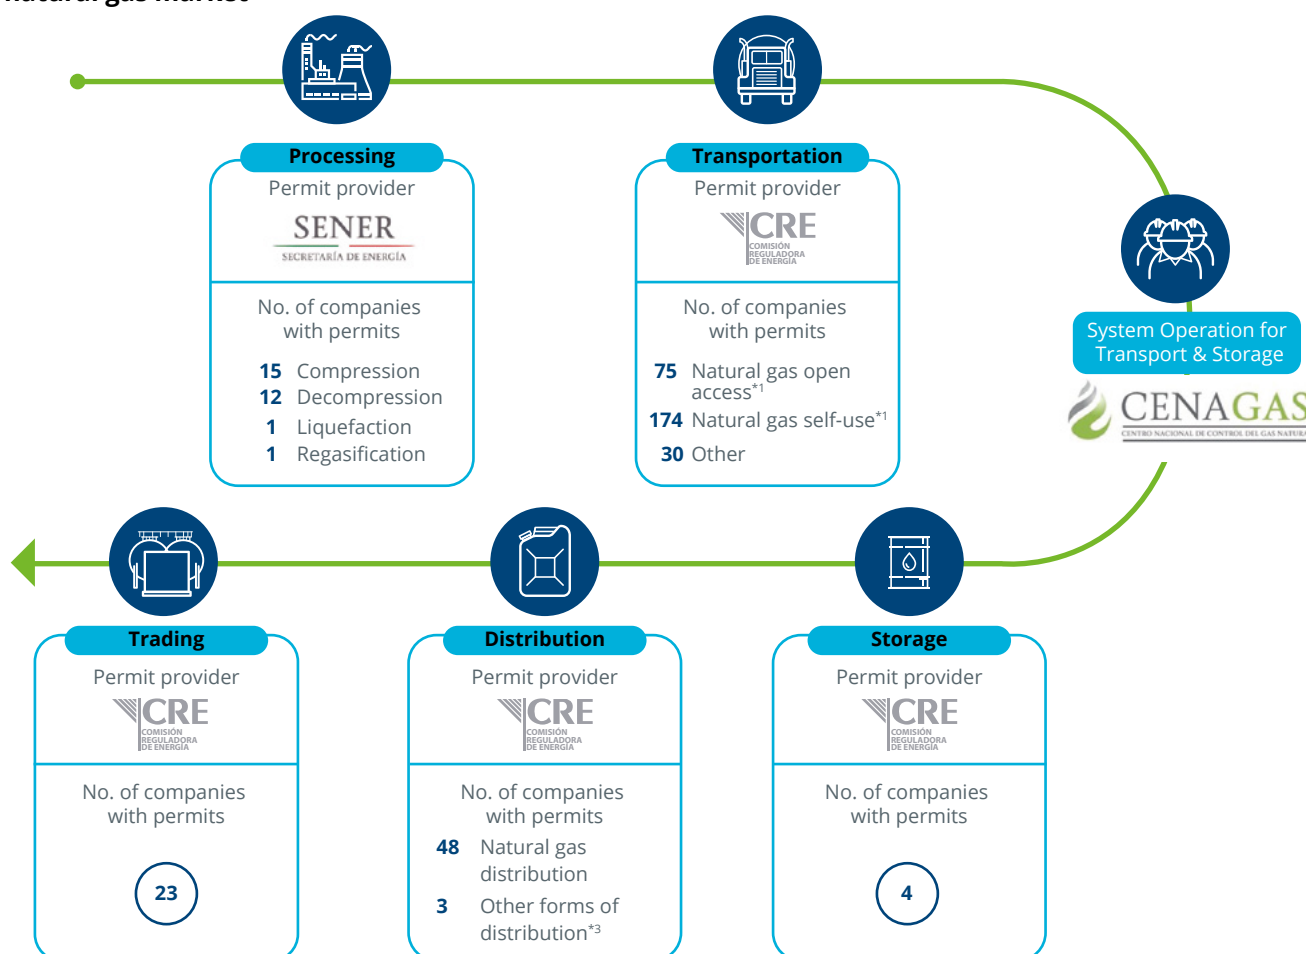 natural gas market
Processing
Permit provider
SENER
SECRETARÍA DE ENERGÍA
No. of companies
with permits
15 Compression
12 Decompression
1 Liquefaction
1 Regasification
Transportation
Permit provider
CRE
COMISIÓN
REGULADORA
DE ENERGÍA
No. of companies
with permits
75 Natural gas open
access*1
174 Natural gas self-use*1
30 Other
System Operation for
Transport & Storage
CENAGAS
CENTRO NACIONAL DE CONTROL DEL GAS NATURAL
Trading
Permit provider
CRE
COMISIÓN
REGULADORA
DE ENERGÍA
No. of companies
with permits
23
Distribution
Permit provider
CRE
COMISIÓN
REGULADORA
DE ENERGÍA
No. of companies
with permits
48 Natural gas
distribution
3 Other forms of
distribution*3
Storage
Permit provider
CRE
COMISIÓN
REGULADORA
DE ENERGÍA
No. of companies
with permits
4